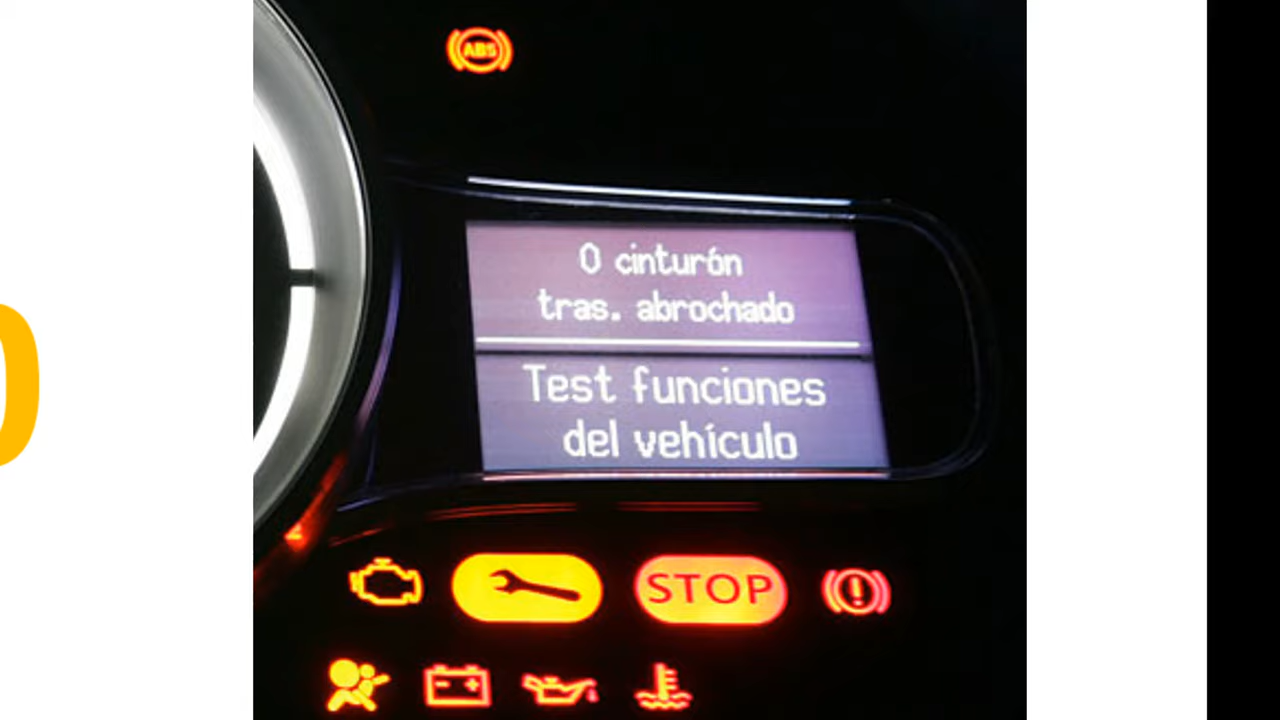 ABS
0 cinturón
tras. abrochado
Test funciones
del vehículo
STOP